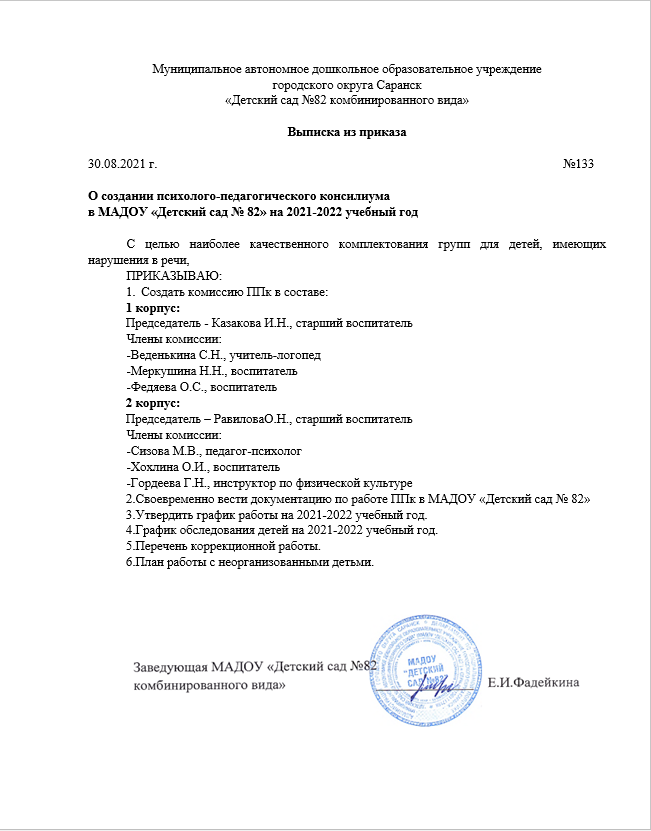 Муниципальное автономное дошкольное образовательное учреждение
городского округа Саранск
«Детский сад №82 комбинированного вида»
Выписка из приказа
30.08.2021 г. №133
О создании психолого-педагогического консилиума
в МАДОУ «Детский сад № 82» на 2021-2022 учебный год
С целью наиболее качественного комплектования групп для детей, имеющих
нарушения в речи,
ПРИКАЗЫВАЮ:
1. Создать комиссию ППк в составе:
1 корпус:
Председатель - Казакова И.Н., старший воспитатель
Члены комиссии:
-Веденькина С.Н., учитель-логопед
-Меркушина Н.Н., воспитатель
-Федяева О.С., воспитатель
2 корпус:
Председатель – РавиловаО.Н., старший воспитатель
Члены комиссии:
-Сизова М.В., педагог-психолог
-Хохлина О.И., воспитатель
-Гордеева Г.Н., инструктор по физической культуре
2.Своевременно вести документацию по работе ППк в МАДОУ «Детский сад № 82»
3.Утвердить график работы на 2021-2022 учебный год.
4.График обследования детей на 2021-2022 учебный год.
5.Перечень коррекционной работы.
6.План работы с неорганизованными детьми.
Заведующая МАДОУ «Детский сад №82
комбинированного вида» Е.И.Фадейкина
МАДОУ
"ДЕТСКИЙ
САД №82"